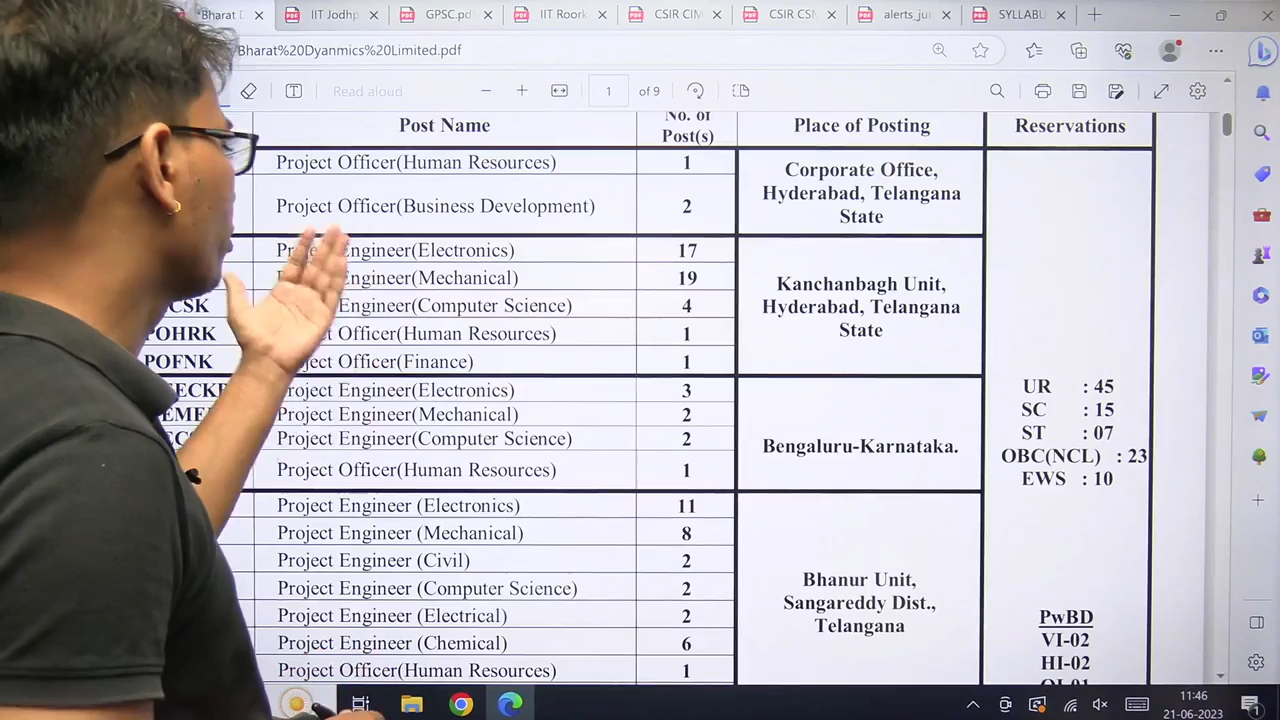 *Bharat D
IIT Jodhp
GPSC.pd
IIT Roork
CSIR CIM
CSIR CSI
alerts_jur
SYLLABU
Bharat%20Dyanmics%20Limited.pdf
Read aloud
1 of 9
Post Name
No. of
Post(s)
Place of Posting
Reservations
Project Officer(Human Resources) 1
Project Officer(Business Development) 2
Corporate Office,
Hyderabad, Telangana
State
Engineer(Electronics) 17
Engineer(Mechanical) 19
CSK Engineer(Computer Science) 4
POHRK Officer(Human Resources) 1
POFNK Officer(Finance) 1
Kanchanbagh Unit,
Hyderabad, Telangana
State
Project Engineer(Electronics) 3
Project Engineer(Mechanical) 2
Project Engineer(Computer Science) 2
Project Officer(Human Resources) 1
Bengaluru-Karnataka.
UR : 45
SC : 15
ST : 07
OBC(NCL) : 23
EWS : 10
Project Engineer (Electronics) 11
Project Engineer (Mechanical) 8
Project Engineer (Civil) 2
Project Engineer (Computer Science) 2
Project Engineer (Electrical) 2
Project Engineer (Chemical) 6
Project Officer(Human Resources) 1
Bhanur Unit,
Sangareddy Dist.,
Telangana
PwBD
VI-02
HI-02
11:46
21-06-2023